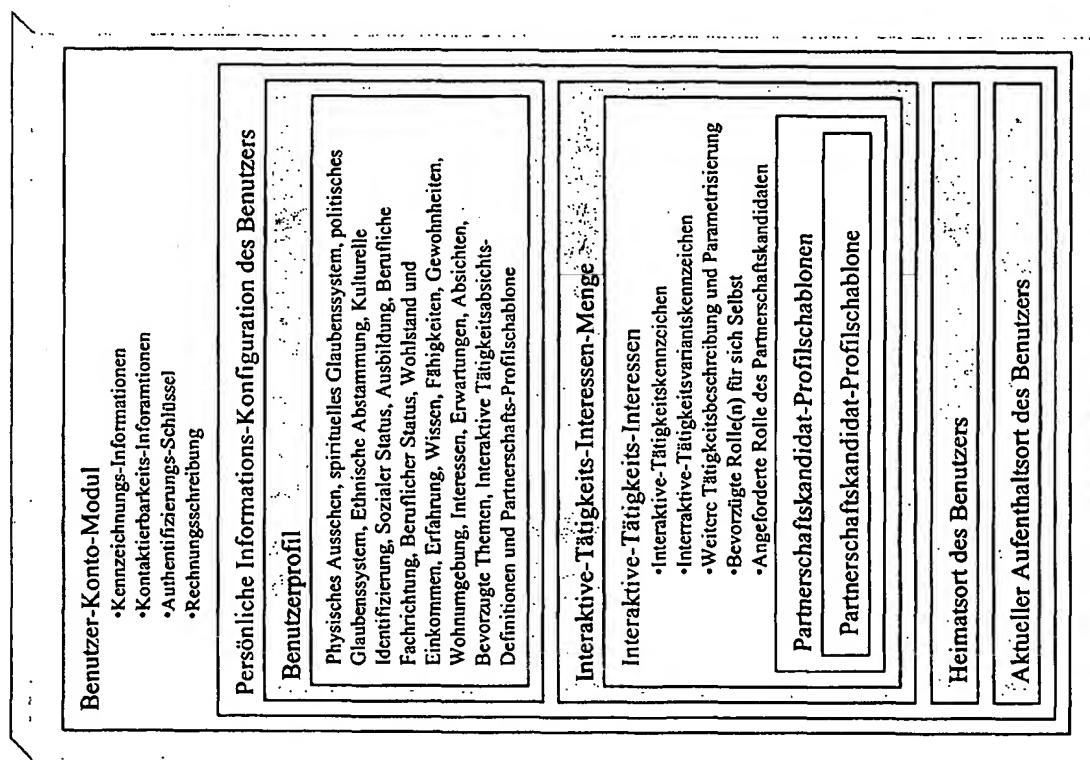 Benutzer-Konto-Modul
•Kennzeichnungs-Informationen
•Kontaktierbarkeits-Inforamtionen
•Authentifizierungs-Schlüssel
•Rechnungsschreibung
Persönliche Informations-Konfiguration des Benutzers
Benutzerprofil
Physisches Aussehen, spirituelles Glaubenssystem, politisches
Glaubenssystem, Ethnische Abstammung, Kulturelle
Identifizierung, Sozialer Status, Ausbildung, Berufliche
Fachrichtung, Beruflicher Status, Wohlstand und
Einkommen, Erfahrung, Wissen, Fähigkeiten, Gewohnheiten,
Wohnumgebung, Interessen, Erwartungen, Absichten,
Bevorzugte Themen, Interaktive Tätigkeitsabsichts-
Definitionen und Partnerschafts-Profilschablone
Interaktive-Tätigkeits-Interessen-Menge
Interaktive-Tätigkeits-Interessen
•Interaktive-Tätigkeitskennzeichen
•Interaktive-Tätigkeitsvariantskennzeichen
•Weitere Tätigkeitsbeschreibung und Parametrisierung
•Bevorzügte Rolle(n) für sich Selbst
•Angeforderte Rolle des Partnerschaftskandidaten
Partnerschaftskandidat-Profilschablonen
Partnerschaftskandidat-Profilschablone
Heimatsort des Benutzers
Aktueller Aufenthaltsort des Benutzers